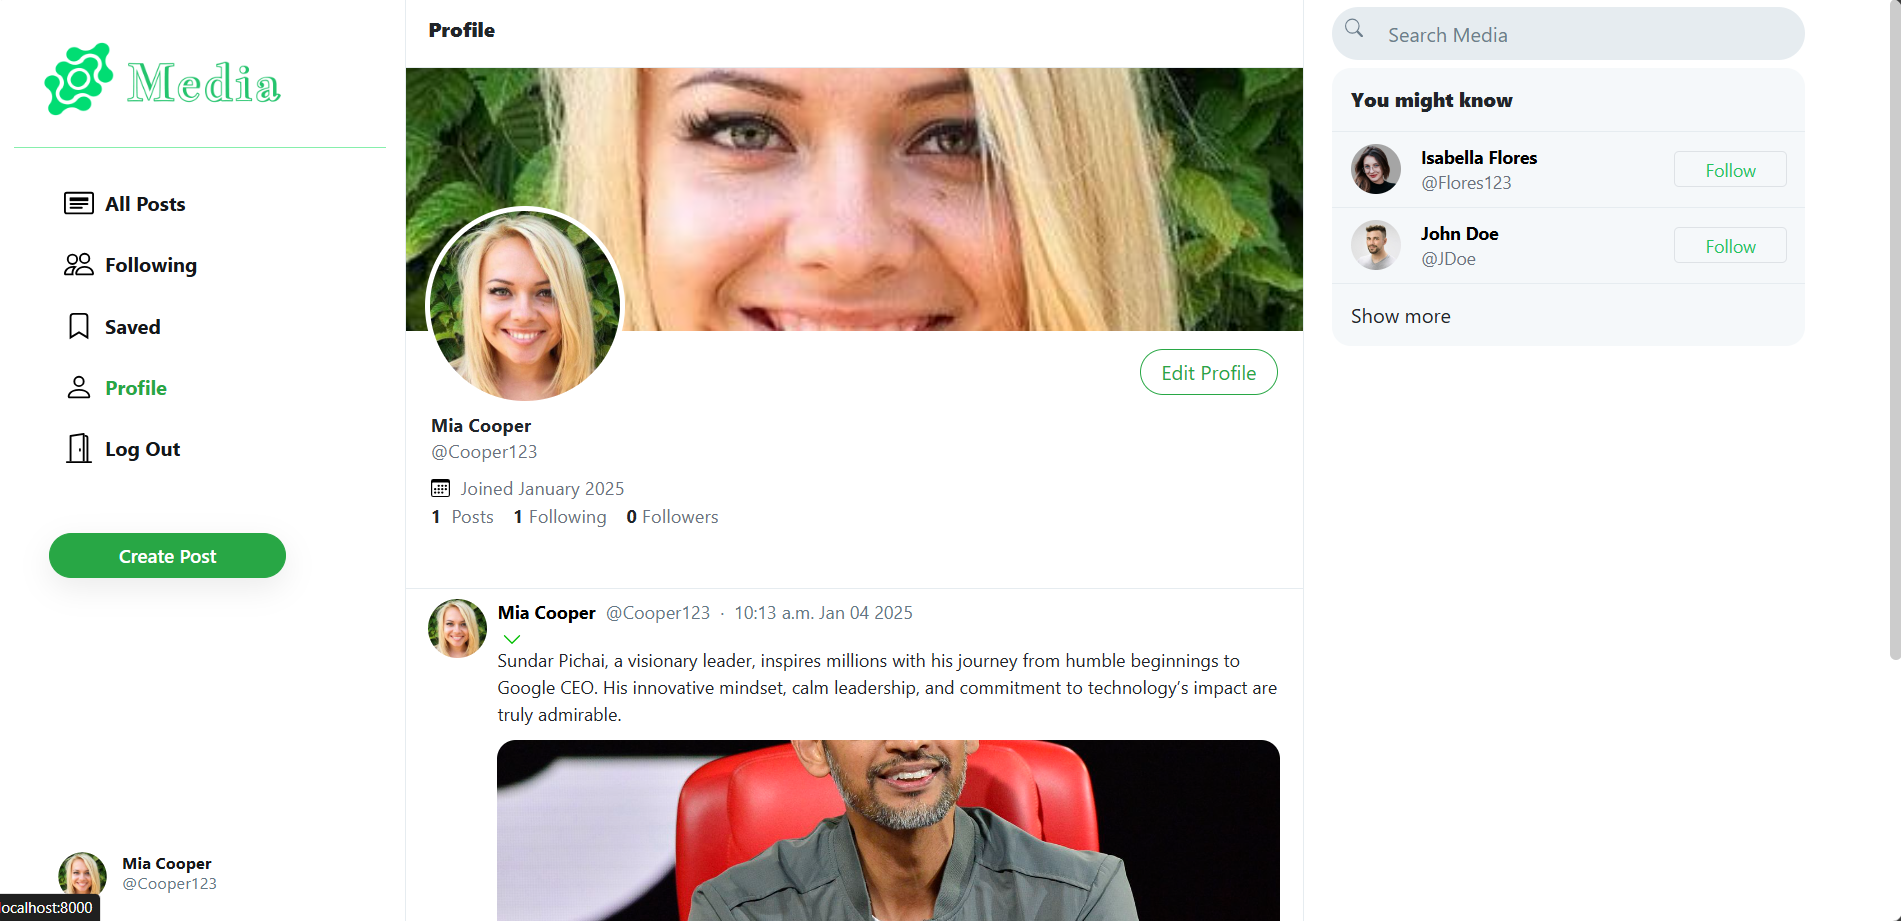 Media
All Posts
Following
Saved
Profile
Log Out
Create Post
Mia Cooper
@Cooper123
localhost:8000
Profile
Edit Profile
Mia Cooper
@Cooper123
Joined January 2025
1 Posts 1 Following 0 Followers
Mia Cooper @Cooper123 · 10:13 a.m. Jan 04 2025
Sundar Pichai, a visionary leader, inspires millions with his journey from humble beginnings to
Google CEO. His innovative mindset, calm leadership, and commitment to technology’s impact are
truly admirable.
Search Media
You might know
Isabella Flores
@Flores123
Follow
John Doe
@JDoe
Follow
Show more